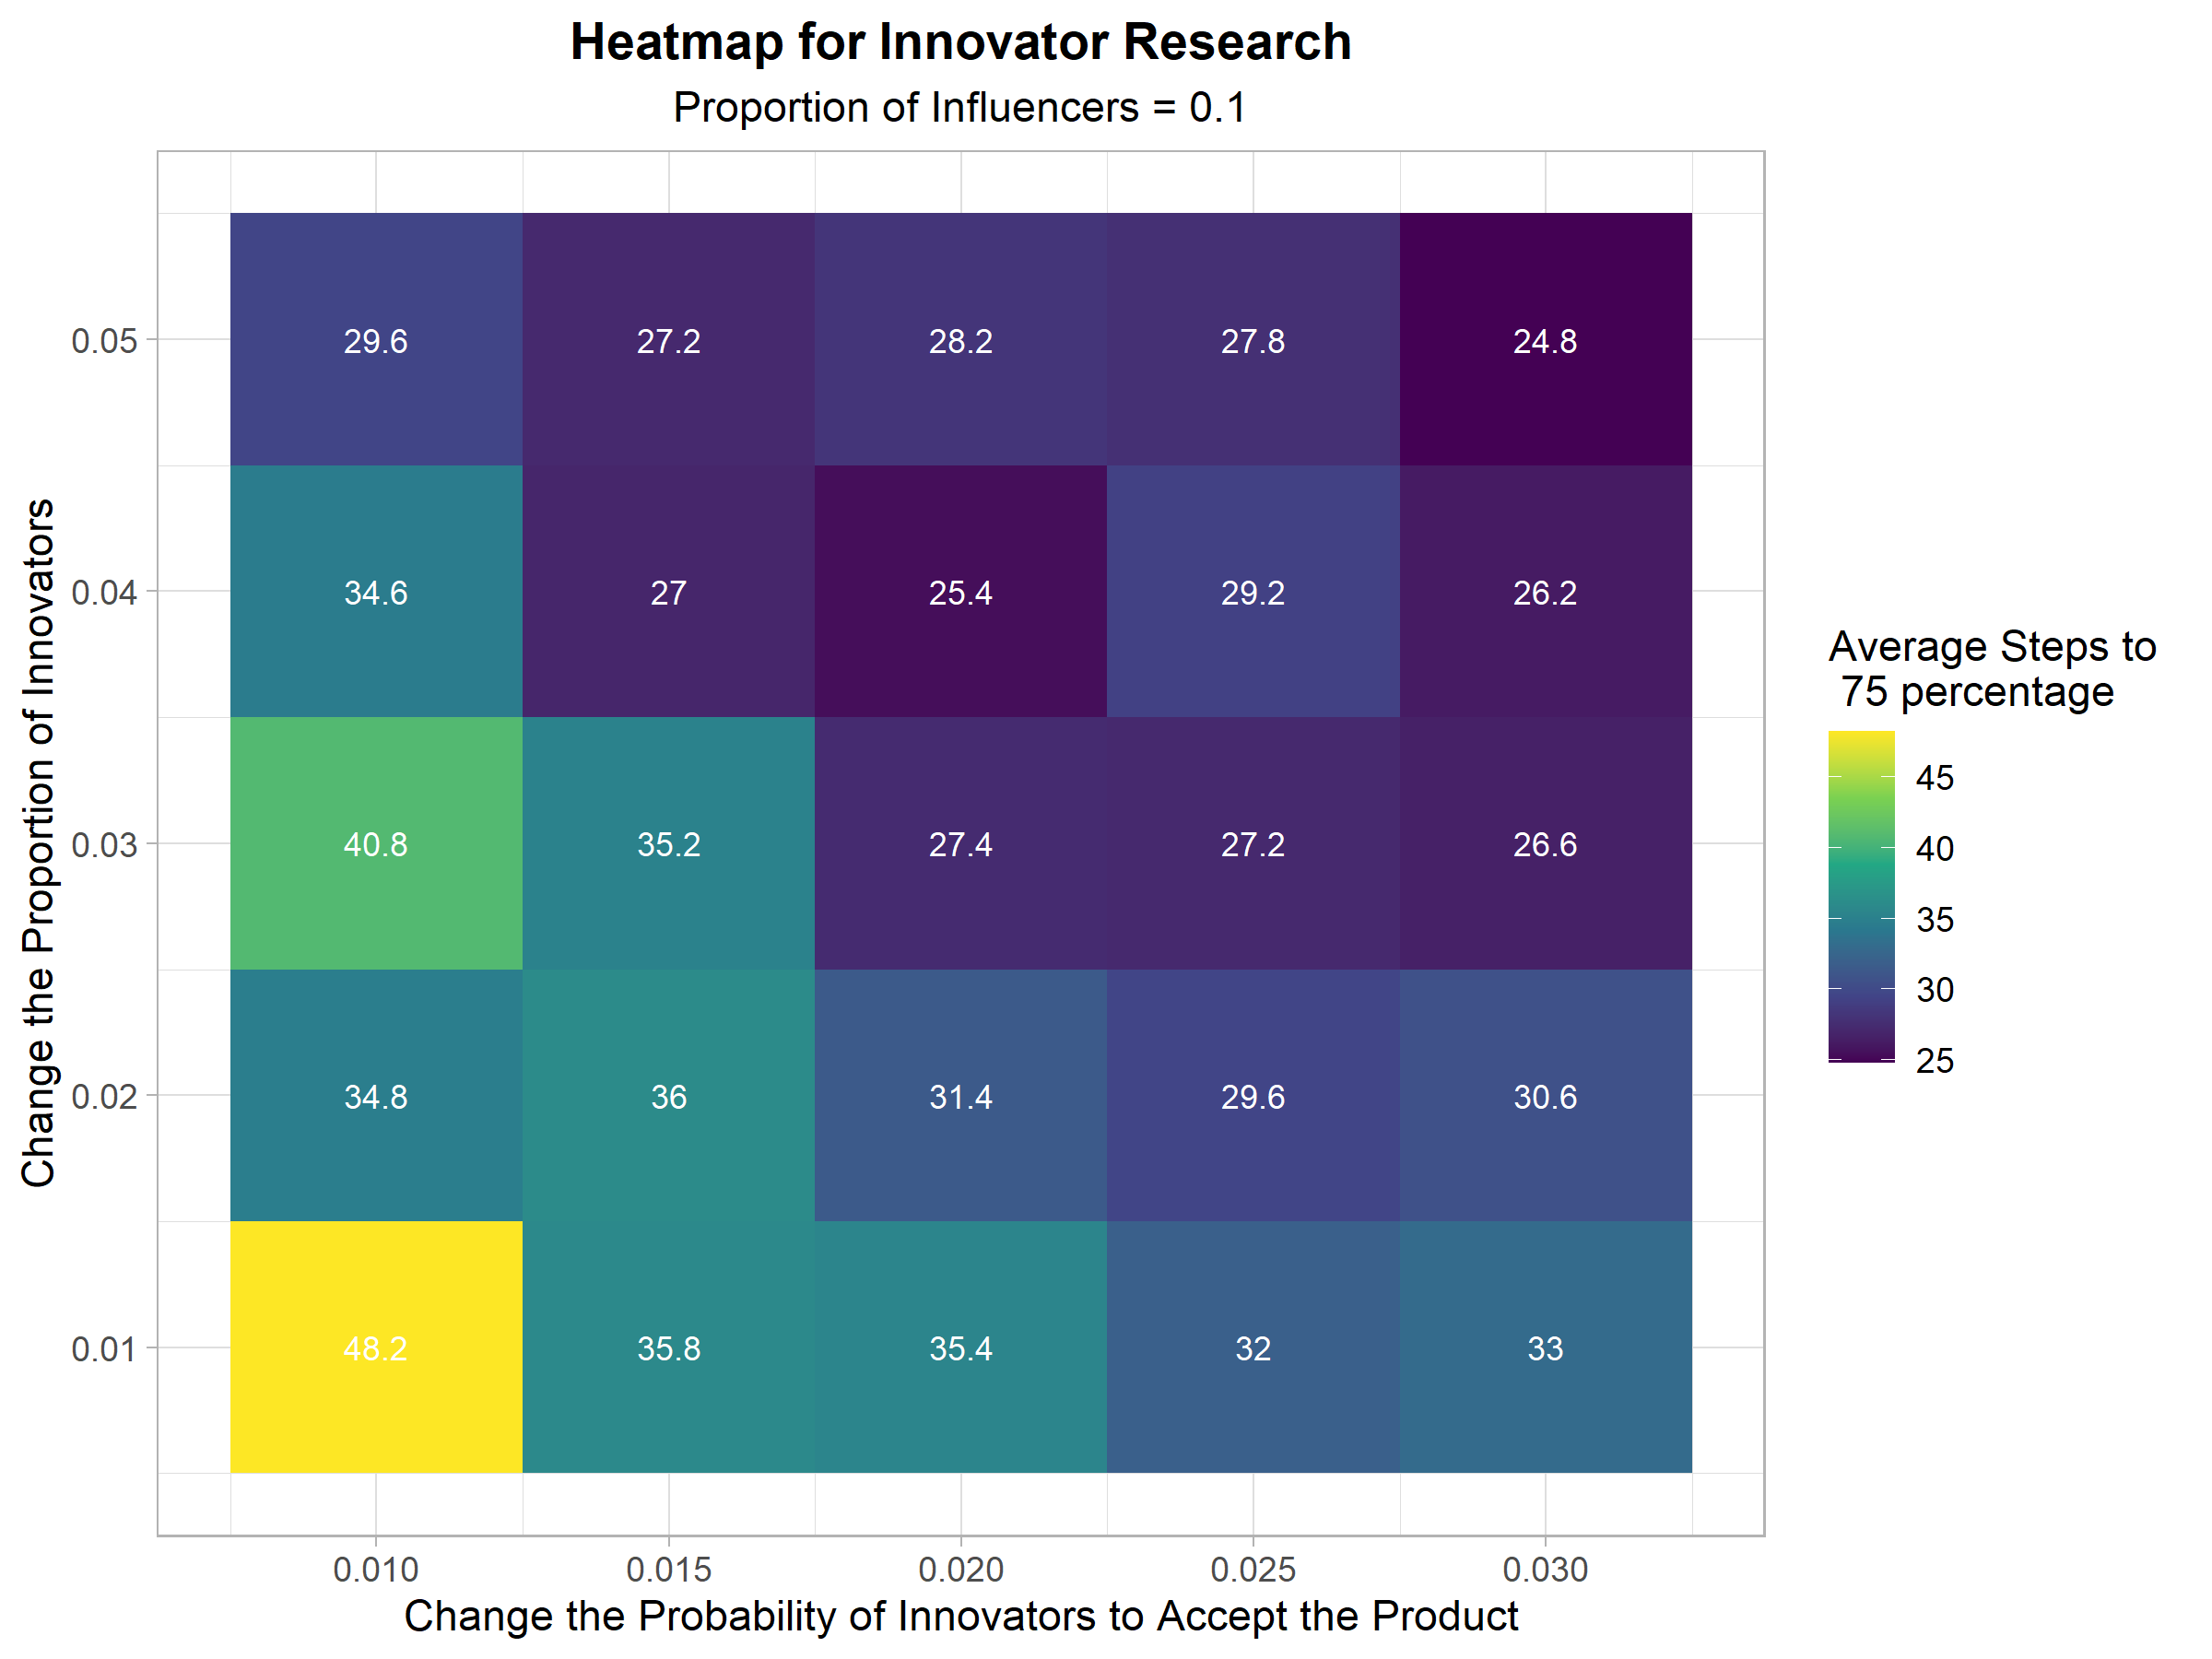 Heatmap for Innovator Research
Proportion of Influencers = 0.1
Change the Proportion of Innovators
0.05
29.6 27.2 28.2 27.8 24.8
0.04
34.6 27 25.4 29.2 26.2
0.03
40.8 35.2 27.4 27.2 26.6
0.02
34.8 36 31.4 29.6 30.6
0.01
48.2 35.8 35.4 32 33
0.010 0.015 0.020 0.025 0.030
Change the Probability of Innovators to Accept the Product
Average Steps to
75 percentage
45
40
35
30
25